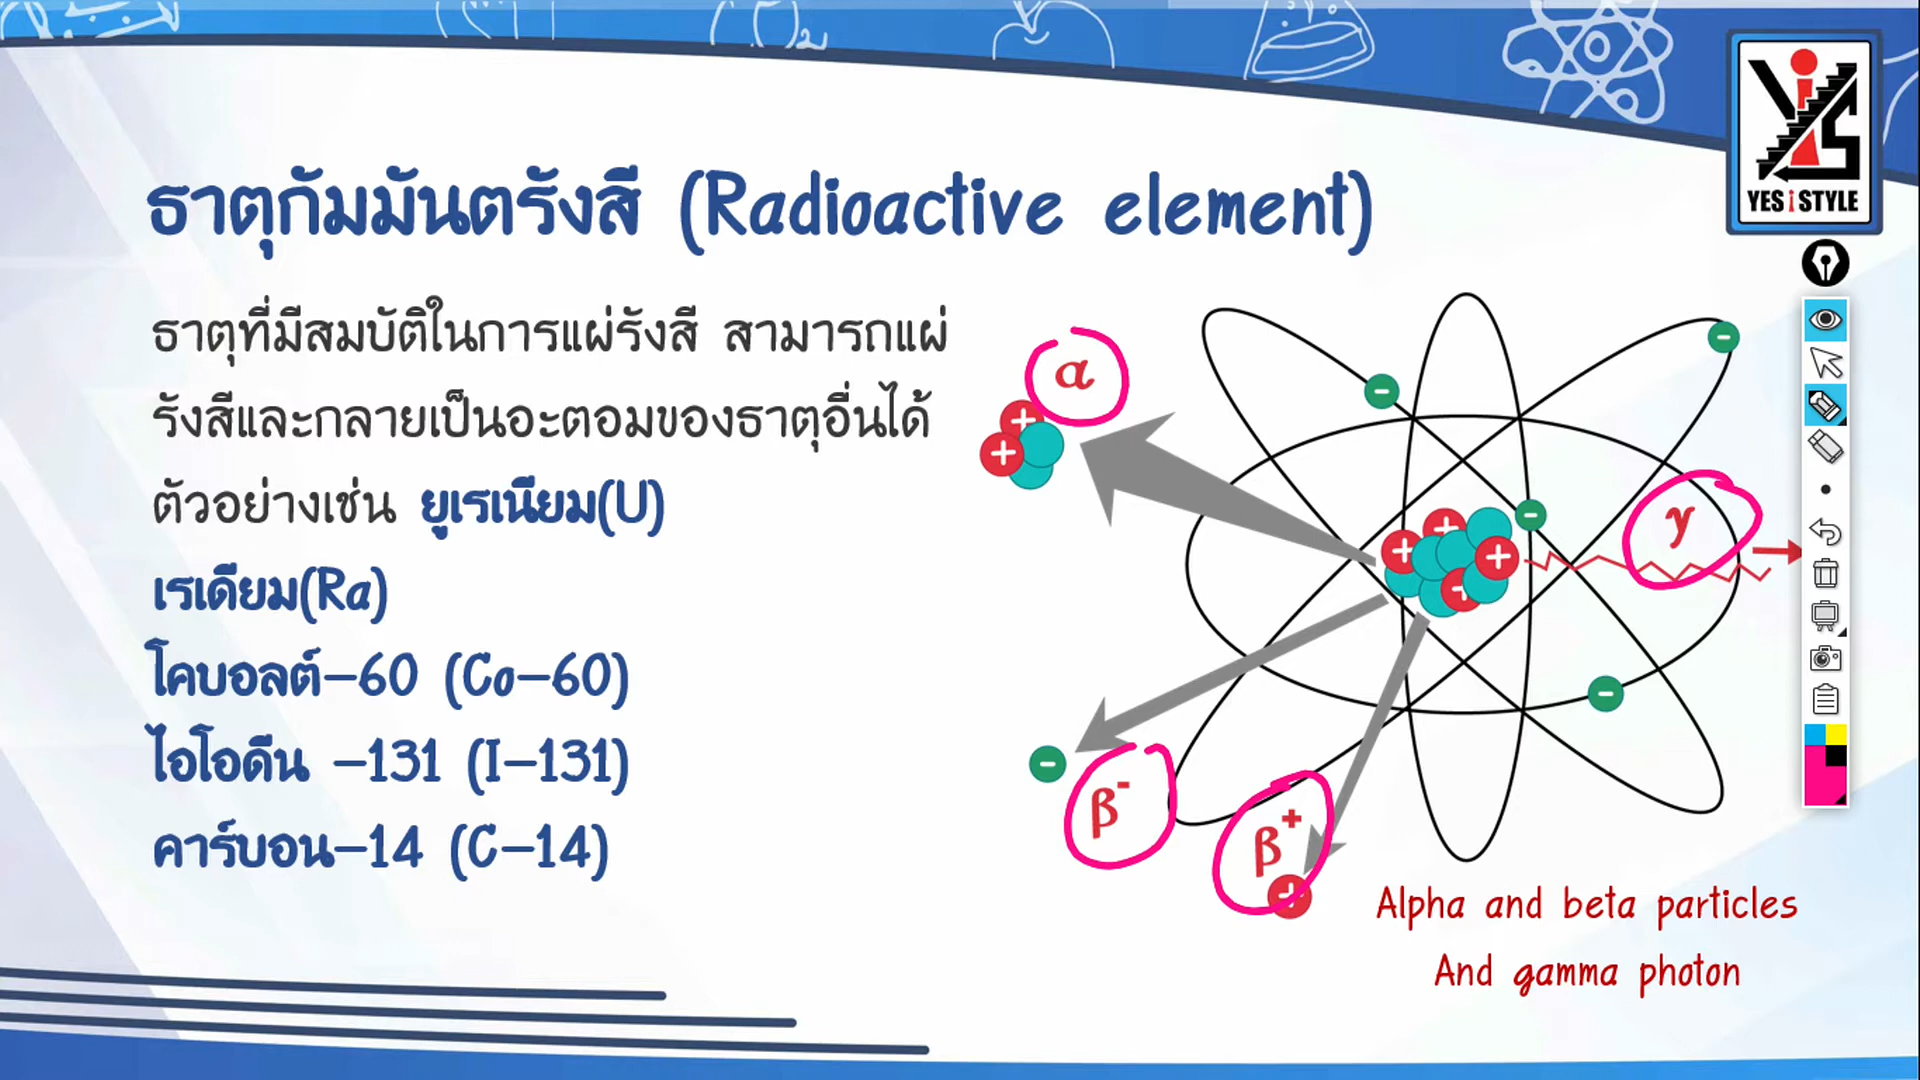 YES i STYLE
ธาตุกัมมันตรังสี (Radioactive element)
ธาตุที่มีสมบัติในการแผ่รังสี สามารถแผ่
รังสีและกลายเป็นอะตอมของธาตุอื่นได้
ตัวอย่างเช่น ยูเรเนียม(U)
เรเดียม(Ra)
โคบอลต์-60 (Co-60)
ไอโอดีน -131 (I-131)
คาร์บอน-14 (C-14)
α
γ
β-
β+
Alpha and beta particles
And gamma photon